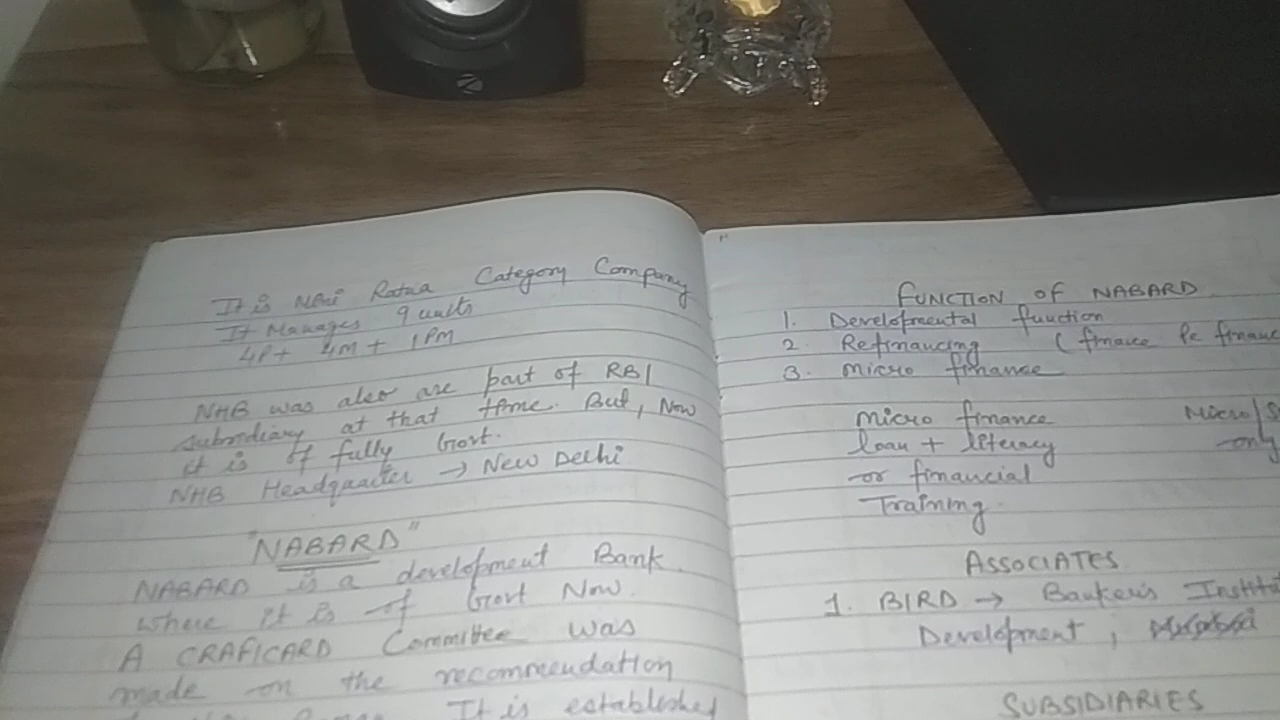 It is Mini Ratna Category Company
It Manages 9 units
4P + 4M + 1PM
NHB was also are part of RBI
subsidiary at that time. But, Now
it is of fully Govt.
NHB Headquarter → New Delhi
"NABARD"
NABARD is a development Bank.
where it is of Govt Now.
A CRAFICARD Committee was
made on the recommendation
It is established
FUNCTION OF NABARD
1. Developmental function
2. Refinancing (finance
3. Micro finance
Micro finance Micro/
loan + literacy only
or financial
Training.
ASSOCIATES
1. BIRD → Banker's
Development,
SUBSIDIARIES